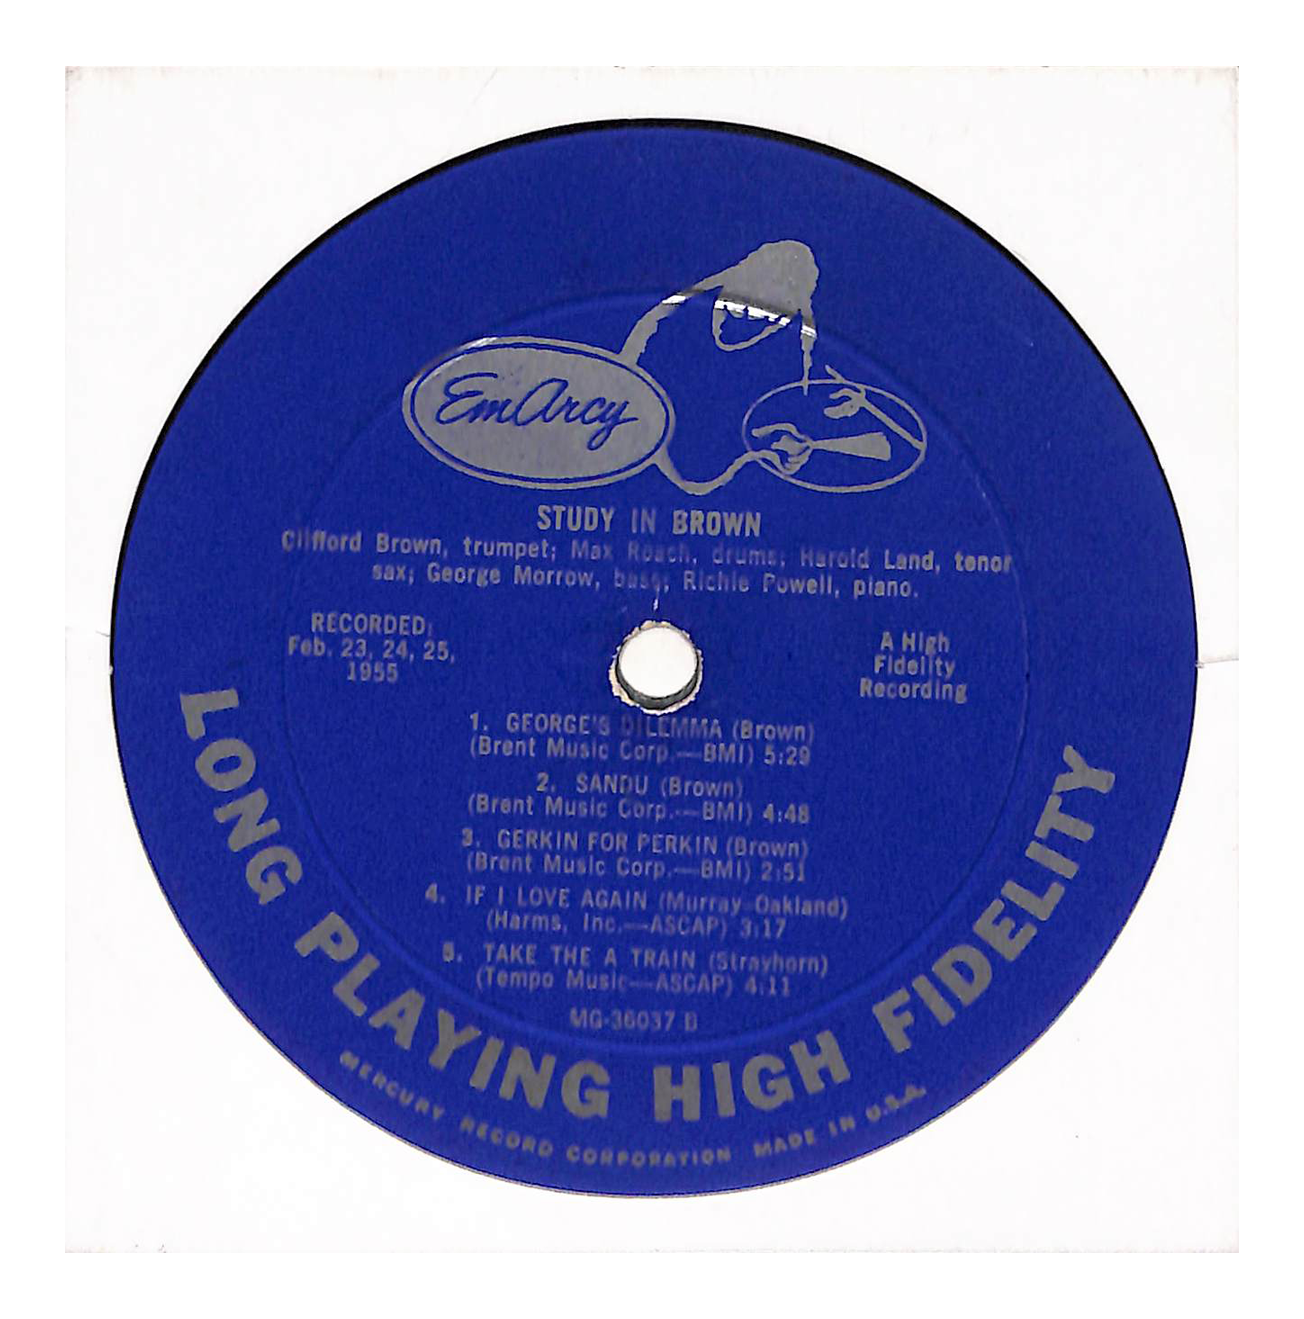 EmArcy
STUDY IN BROWN
Clifford Brown, trumpet; Max Roach, drums; Harold Land, tenor
sax; George Morrow, bass; Richie Powell, piano.
RECORDED:
Feb. 23, 24, 25,
1955
A High
Fidelity
Recording
1. GEORGE'S DILEMMA (Brown)
(Brent Music Corp.—BMI) 5:29
2. SANDU (Brown)
(Brent Music Corp.—BMI) 4:48
3. GERKIN FOR PERKIN (Brown)
(Brent Music Corp.—BMI) 2:51
4. IF I LOVE AGAIN (Murray-Oakland)
(Harms, Inc.—ASCAP) 3:17
5. TAKE THE A TRAIN (Strayhorn)
(Tempo Music—ASCAP) 4:11
MG-36037 B
LONG PLAYING HIGH FIDELITY
MERCURY RECORD CORPORATION MADE IN U.S.A.